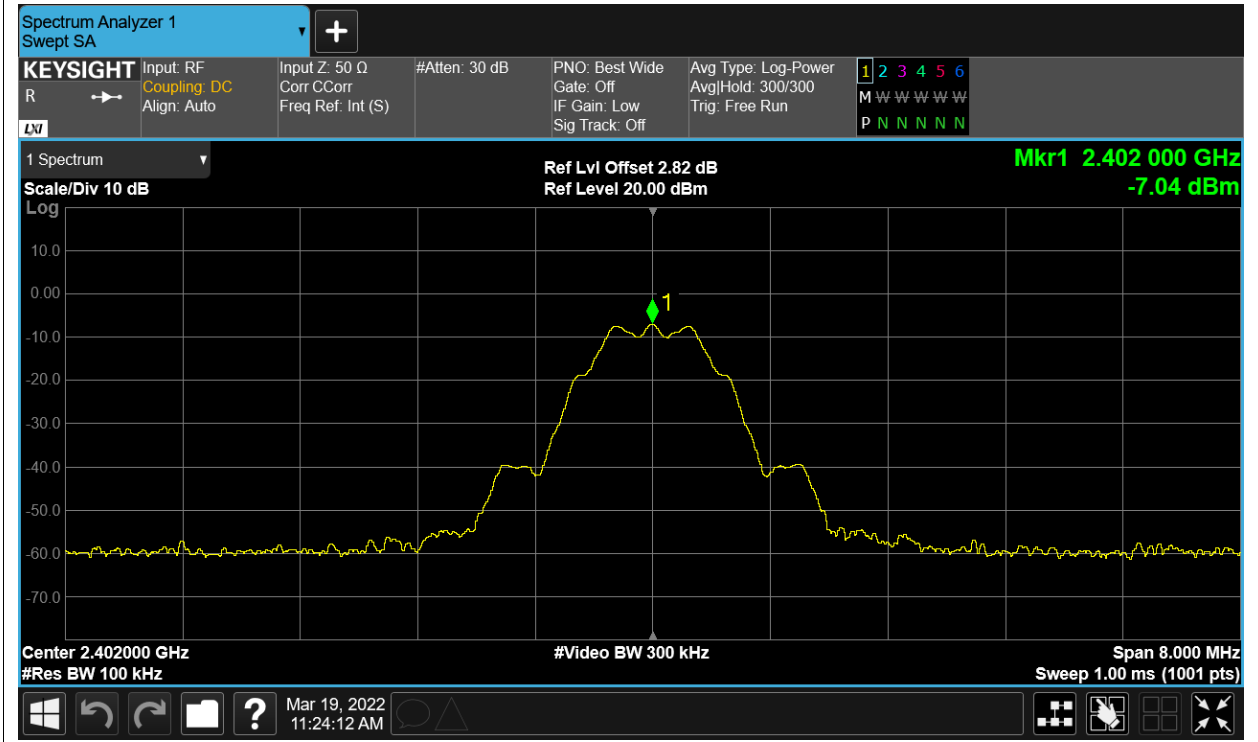 Spectrum Analyzer 1
Swept SA
KEYSIGHT
R
LXI
Input: RF
Coupling: DC
Align: Auto
Input Z: 50 Ω
Corr CCorr
Freq Ref: Int (S)
#Atten: 30 dB
PNO: Best Wide
Gate: Off
IF Gain: Low
Sig Track: Off
Avg Type: Log-Power
Avg|Hold: 300/300
Trig: Free Run
1 2 3 4 5 6
M W W W W W
P N N N N N
1 Spectrum
Scale/Div 10 dB
Log
Ref Lvl Offset 2.82 dB
Ref Level 20.00 dBm
Mkr1 2.402 000 GHz
-7.04 dBm
10.0
0.00
1
-10.0
-20.0
-30.0
-40.0
-50.0
-60.0
-70.0
Center 2.402000 GHz
#Video BW 300 kHz
Span 8.000 MHz
#Res BW 100 kHz
Sweep 1.00 ms (1001 pts)
?
Mar 19, 2022
11:24:12 AM